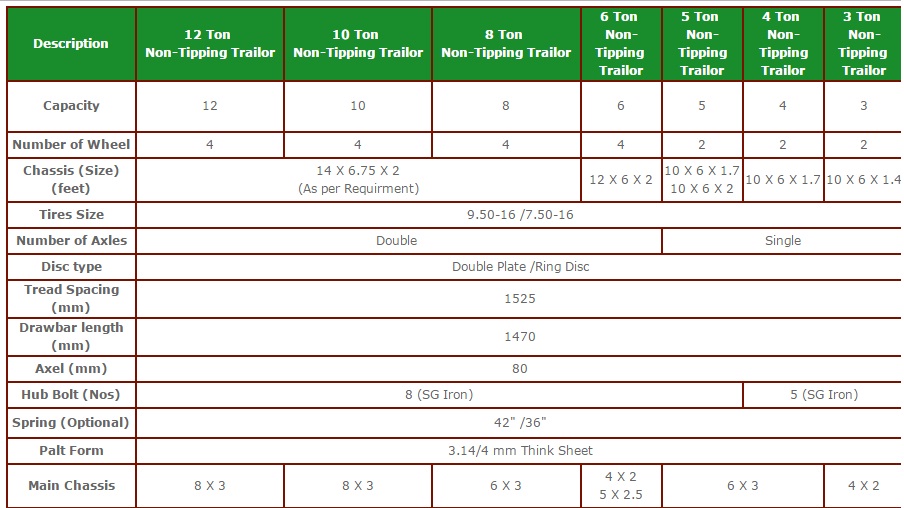 Description
12 Ton
Non-Tipping Trailor
10 Ton
Non-Tipping Trailor
8 Ton
Non-Tipping Trailor
6 Ton
Non-
Tipping
Trailor
5 Ton
Non-
Tipping
Trailor
4 Ton
Non-
Tipping
Trailor
3 Ton
Non-
Tipping
Trailor
Capacity 12 10 8 6 5 4 3
Number of Wheel 4 4 4 4 2 2 2
Chassis (Size)
(feet)
14 X 6.75 X 2
(As per Requirment)
12 X 6 X 2
10 X 6 X 1.7
10 X 6 X 2
10 X 6 X 1.7
10 X 6 X 1.4
Tires Size 9.50-16 /7.50-16
Number of Axles Double Single
Disc type Double Plate /Ring Disc
Tread Spacing
(mm)
1525
Drawbar length
(mm)
1470
Axel (mm) 80
Hub Bolt (Nos) 8 (SG Iron) 5 (SG Iron)
Spring (Optional) 42" /36"
Palt Form 3.14/4 mm Think Sheet
Main Chassis 8 X 3 8 X 3 6 X 3
4 X 2
5 X 2.5
6 X 3 4 X 2